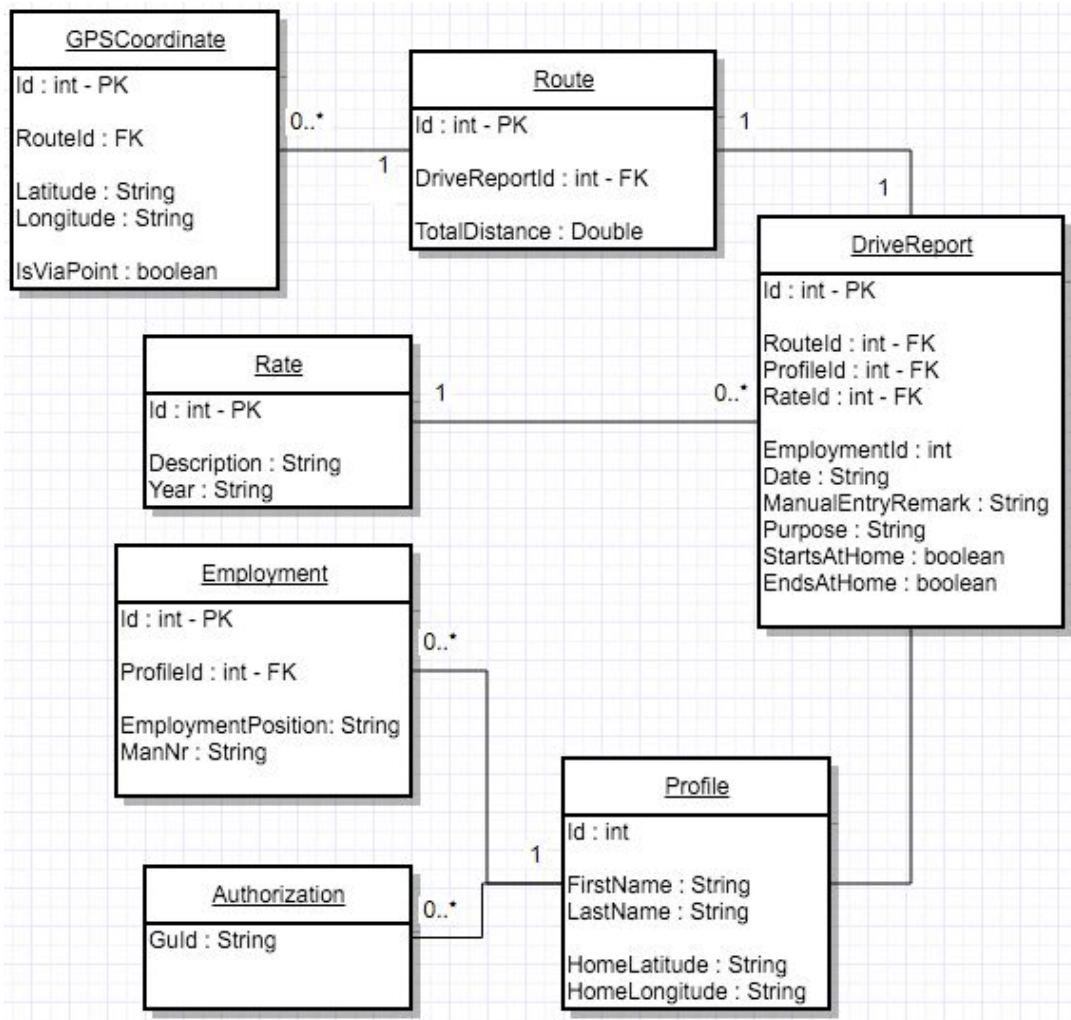 GPSCoordinate
Id : int - PK
RouteId : FK
Latitude : String
Longitude : String
IsViaPoint : boolean
0..*
1
Route
Id : int - PK
DriveReportId : int - FK
TotalDistance : Double
1
1
DriveReport
Id : int - PK
RouteId : int - FK
ProfileId : int - FK
RateId : int - FK
EmploymentId : int
Date : String
ManualEntryRemark : String
Purpose : String
StartsAtHome : boolean
EndsAtHome : boolean
Rate
Id : int - PK
Description : String
Year : String
1
0..*
Employment
Id : int - PK
ProfileId : int - FK
EmploymentPosition: String
ManNr : String
0..*
Profile
Id : int
FirstName : String
LastName : String
HomeLatitude : String
HomeLongitude : String
1
Authorization
GuId : String
0..*